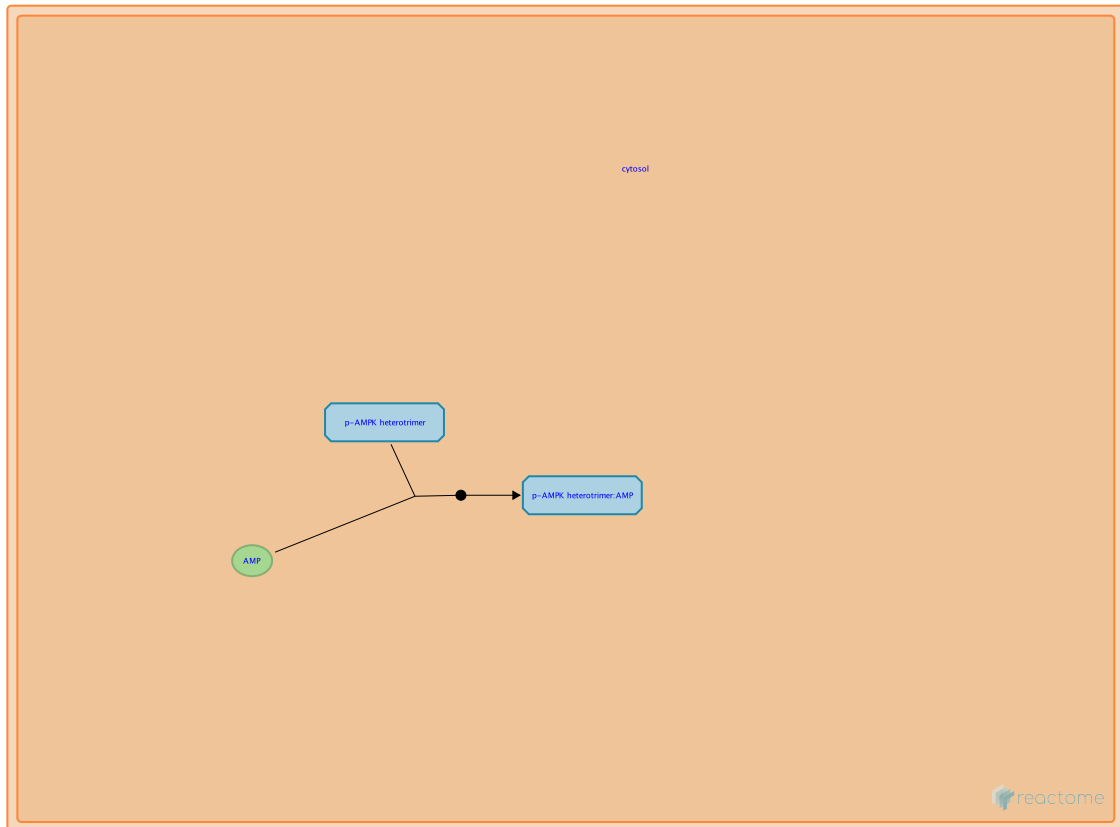 cytosol
p-AMPK heterotrimer
p-AMPK heterotrimer:AMP
AMP
reactome